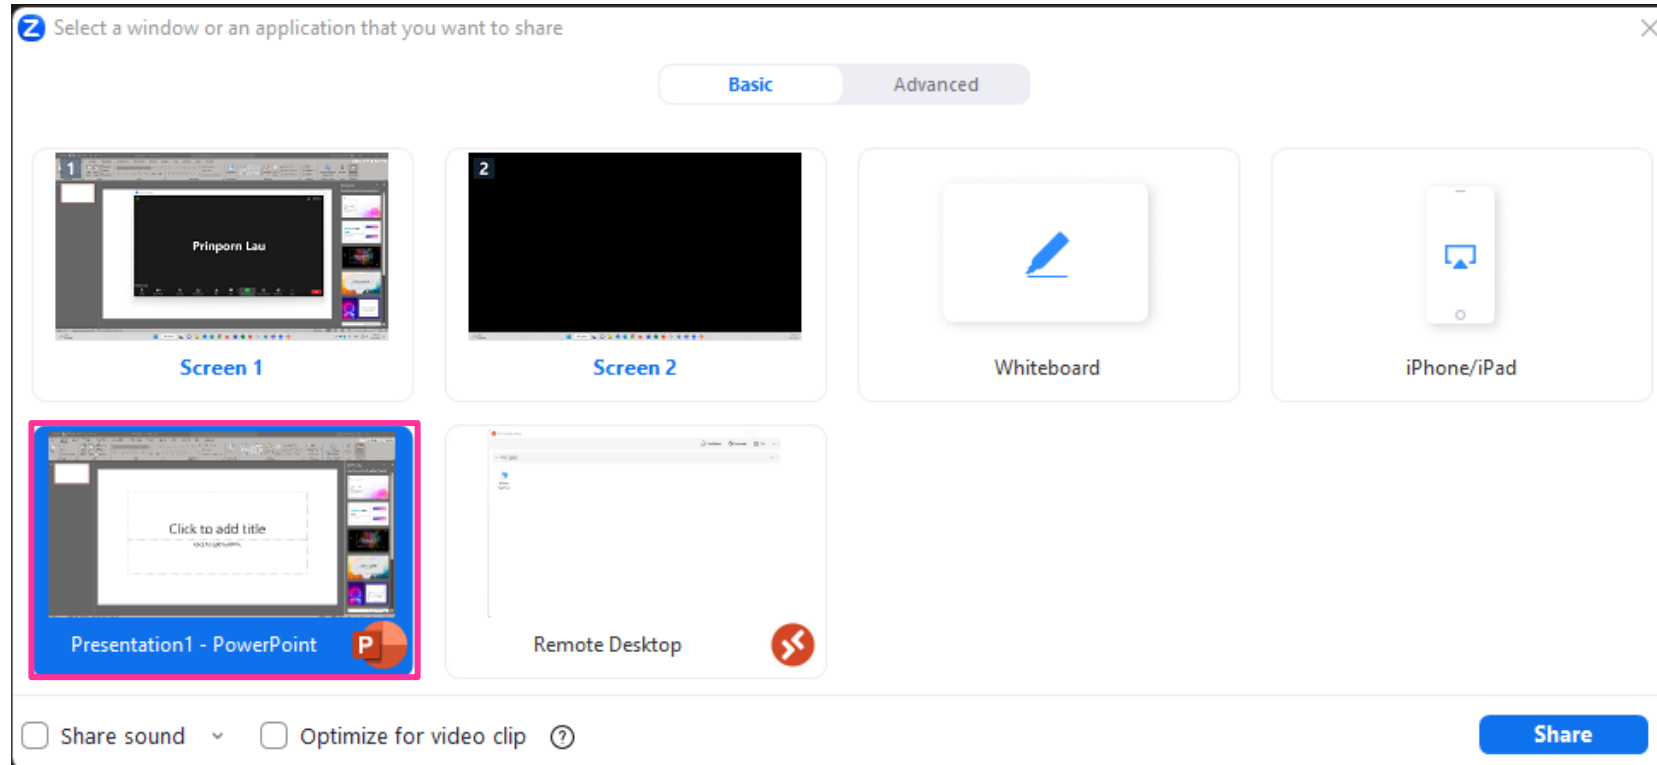 Z Select a window or an application that you want to share
Basic Advanced
1
Prinporn Lau
Screen 1
2
Screen 2
Whiteboard
iPhone/iPad
Click to add title
Presentation1 - PowerPoint P
Remote Desktop
Share sound
Optimize for video clip ?
Share